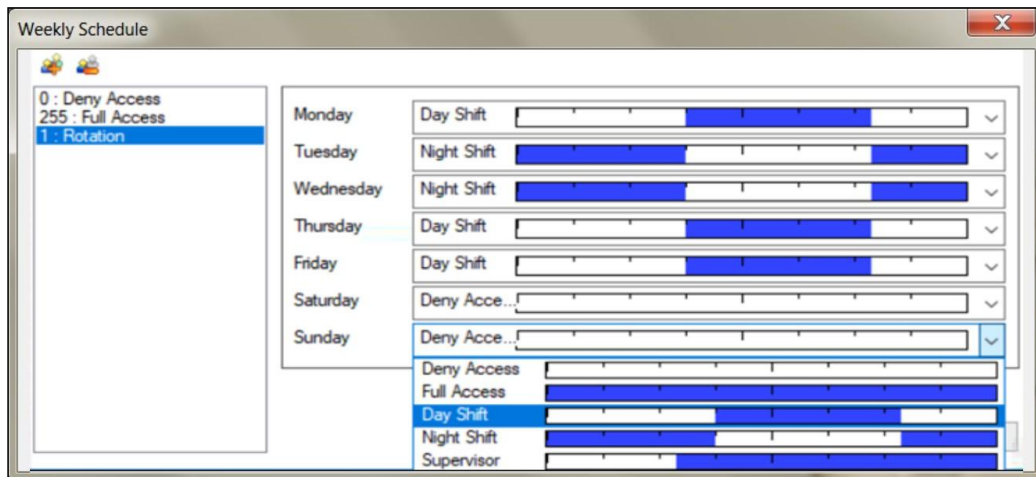 Weekly Schedule
0 : Deny Access
255 : Full Access
1 : Rotation
Monday Day Shift
Tuesday Night Shift
Wednesday Night Shift
Thursday Day Shift
Friday Day Shift
Saturday Deny Acce...
Sunday Deny Acce...
Deny Access
Full Access
Day Shift
Night Shift
Supervisor